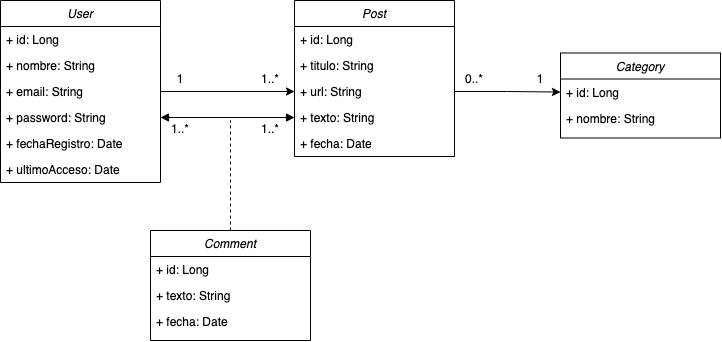 User
+ id: Long
+ nombre: String
+ email: String
+ password: String
+ fechaRegistro: Date
+ ultimoAcceso: Date
1
1..*
1..*
1..*
Post
+ id: Long
+ titulo: String
+ url: String
+ texto: String
+ fecha: Date
0..*
1
Category
+ id: Long
+ nombre: String
Comment
+ id: Long
+ texto: String
+ fecha: Date